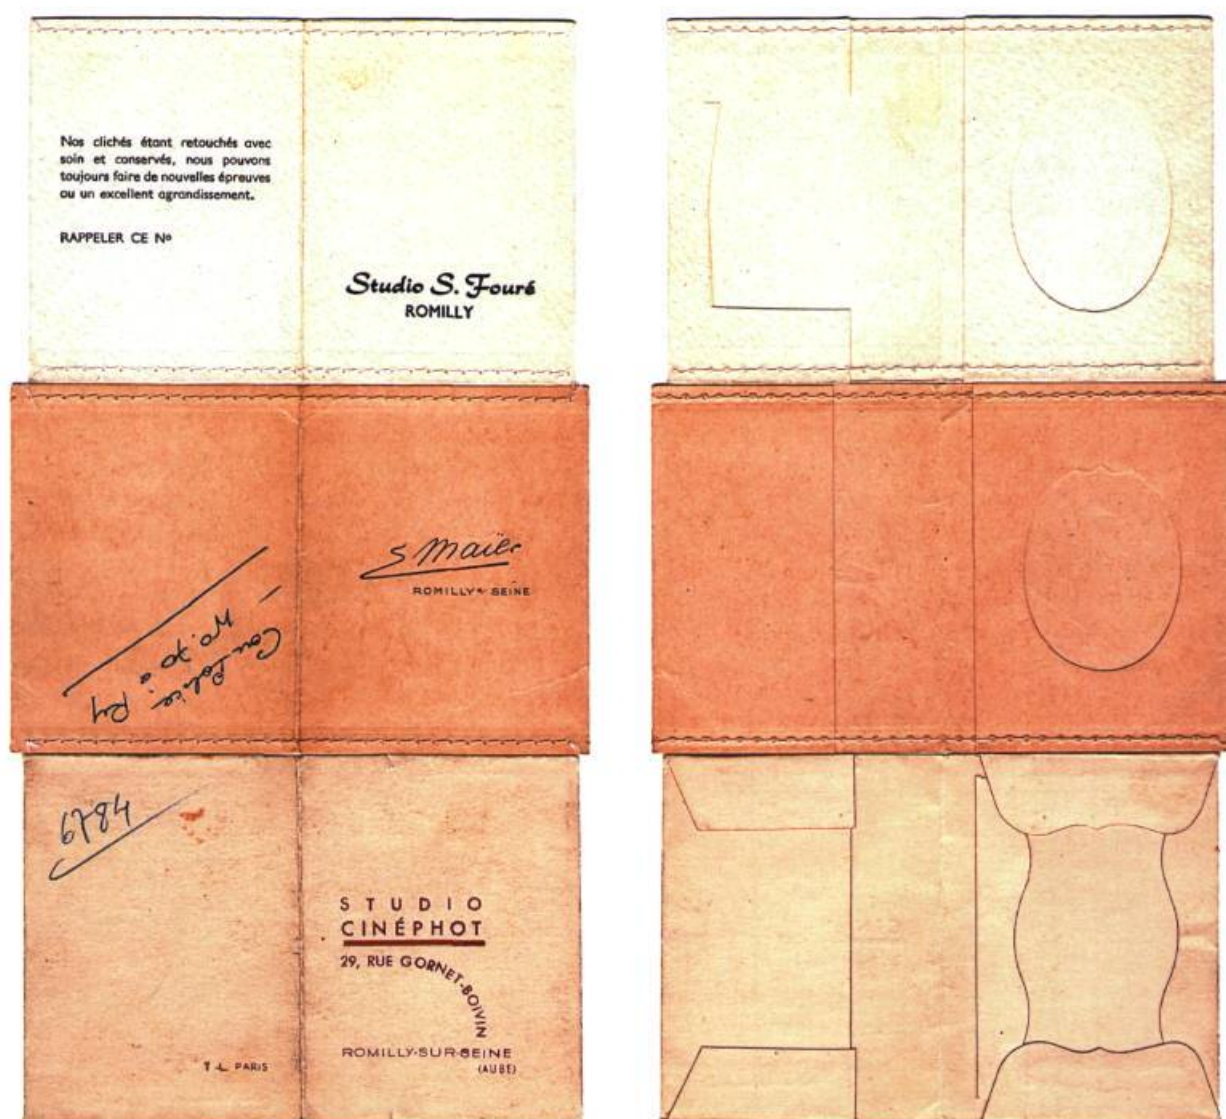 Nos clichés étant retouchés avec
soin et conservés, nous pouvons
toujours faire de nouvelles épreuves
ou un excellent agrandissement.
RAPPELER CE Nº
Studio S. Fouré
ROMILLY
S Maïer
ROMILLY S/ SEINE
6784
STUDIO
CINÉPHOT
29, RUE GORNET-BOIVIN
ROMILLY-SUR-SEINE
(AUBE)
T.L. PARIS